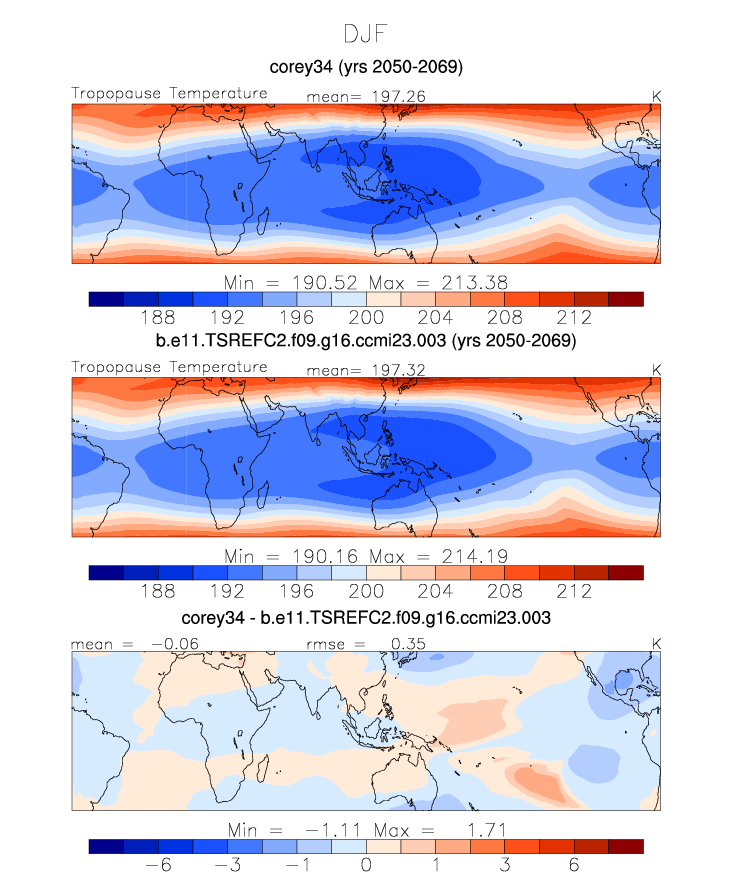 DJF
corey34 (yrs 2050-2069)
Tropopause Temperature mean= 197.26 K
Min = 190.52 Max = 213.38
188 192 196 200 204 208 212
b.e11.TSREFC2.f09.g16.ccmi23.003 (yrs 2050-2069)
Tropopause Temperature mean= 197.32 K
Min = 190.16 Max = 214.19
188 192 196 200 204 208 212
corey34 - b.e11.TSREFC2.f09.g16.ccmi23.003
mean = -0.06 rmse = 0.35 K
Min = -1.11 Max = 1.71
-6 -3 -1 0 1 3 6